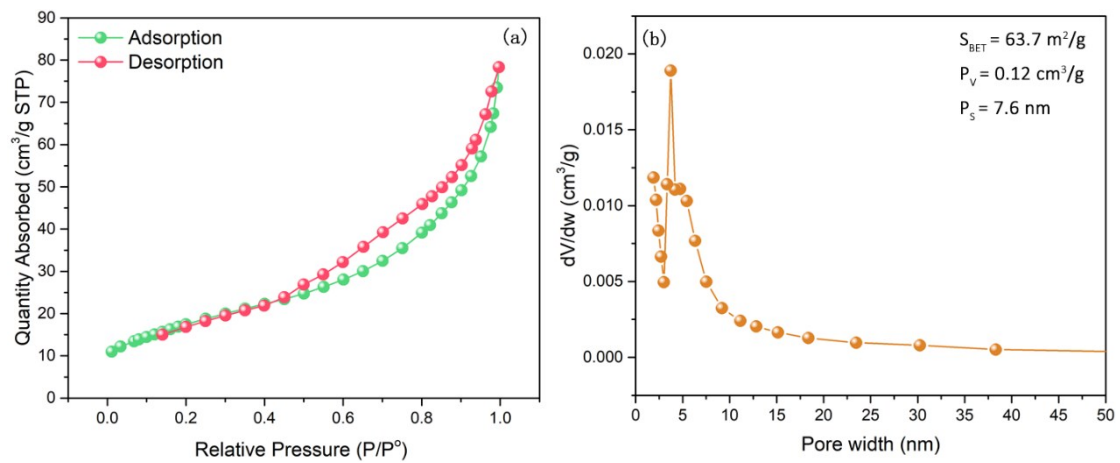 (a)
Adsorption
Desorption
Quantity Absorbed (cm³/g STP)
90
80
70
60
50
40
30
20
10
0
0.0 0.2 0.4 0.6 0.8 1.0
Relative Pressure (P/P°)
(b)
S_BET = 63.7 m²/g
P_V = 0.12 cm³/g
P_S = 7.6 nm
dV/dw (cm³/g)
0.020
0.015
0.010
0.005
0.000
0 5 10 15 20 25 30 35 40 45 50
Pore width (nm)